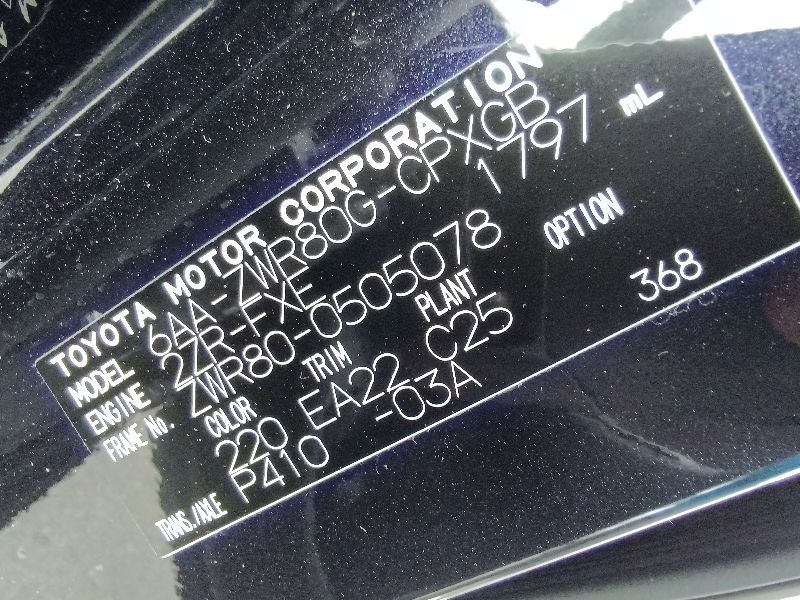 TOYOTA MOTOR CORPORATION
MODEL 6AA-ZWR80G-CPXGB
ENGINE 2ZR-FXE 1797 mL
FRAME No. ZWR80-0505078
COLOR TRIM PLANT OPTION
220 EA22 C25 368
TRANS./AXLE P410 -03A